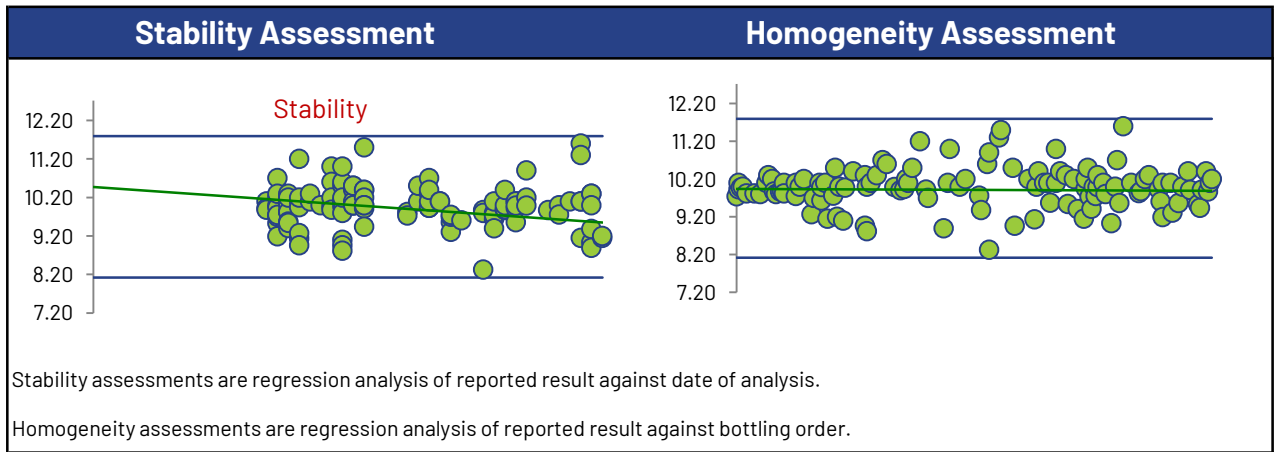 Stability Assessment
Homogeneity Assessment
Stability
12.20
11.20
10.20
9.20
8.20
7.20
12.20
11.20
10.20
9.20
8.20
7.20
Stability assessments are regression analysis of reported result against date of analysis.
Homogeneity assessments are regression analysis of reported result against bottling order.